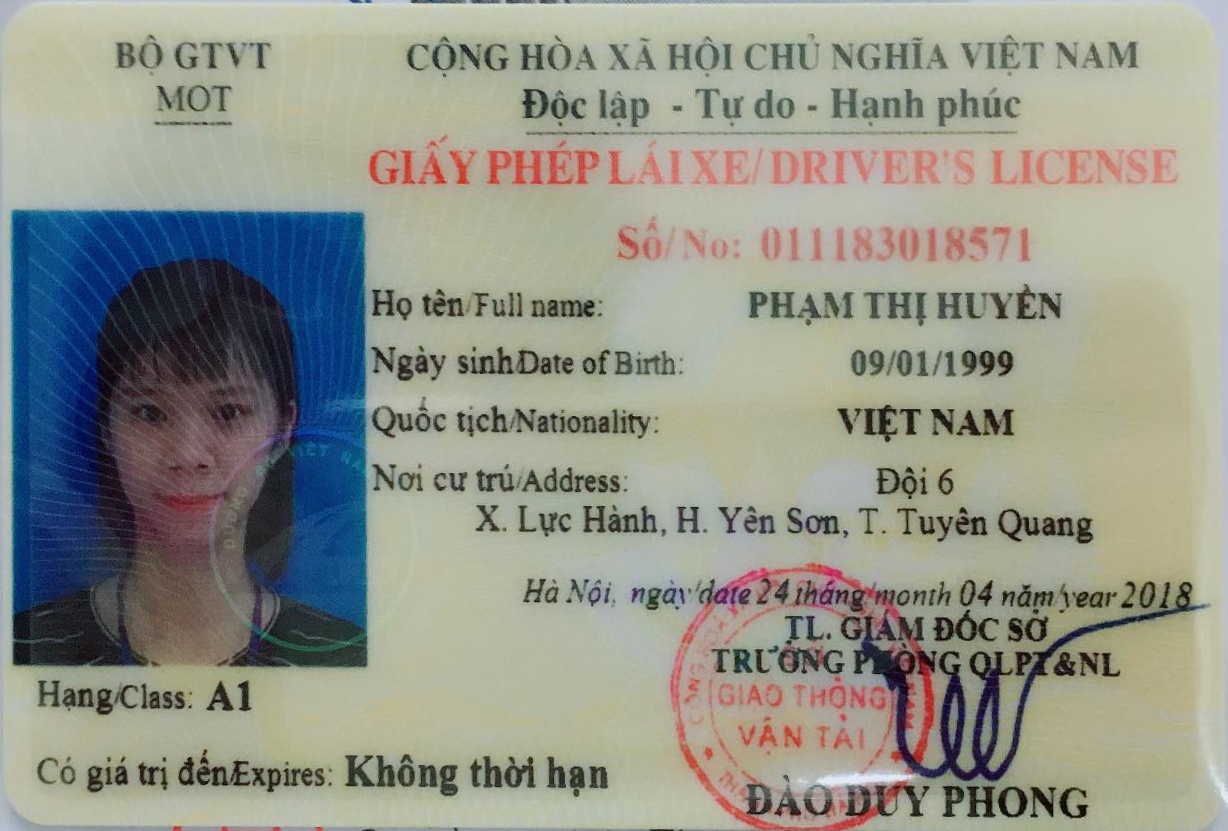 BỘ GTVT
MOT
CỘNG HÒA XÃ HỘI CHỦ NGHĨA VIỆT NAM
Độc lập - Tự do - Hạnh phúc
GIẤY PHÉP LÁI XE/ DRIVER'S LICENSE
Số/ No: 011183018571
Họ tên/Full name: PHẠM THỊ HUYỀN
Ngày sinh/Date of Birth: 09/01/1999
Quốc tịch/Nationality: VIỆT NAM
Nơi cư trú/Address: Đội 6
X. Lực Hành, H. Yên Sơn, T. Tuyên Quang
Hà Nội, ngày/date 24 tháng/month 04 năm/year 2018
TL. GIÁM ĐỐC SỞ
TRƯỞNG PHÒNG QLPT&NL
GIAO THÔNG
VẬN TẢI
ĐÀO DUY PHONG
Hạng/Class: A1
Có giá trị đến/Expires: Không thời hạn